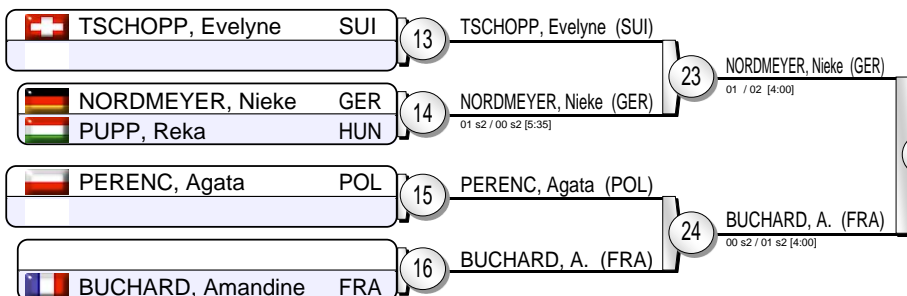 TSCHOPP, Evelyne SUI
13
TSCHOPP, Evelyne (SUI)
23
NORDMEYER, Nieke (GER)
01 / 02 [4:00]
NORDMEYER, Nieke GER
PUPP, Reka HUN
14
NORDMEYER, Nieke (GER)
01 s2 / 00 s2 [5:35]
PERENC, Agata POL
15
PERENC, Agata (POL)
24
BUCHARD, A. (FRA)
00 s2 / 01 s2 [4:00]
BUCHARD, Amandine FRA
16
BUCHARD, A. (FRA)